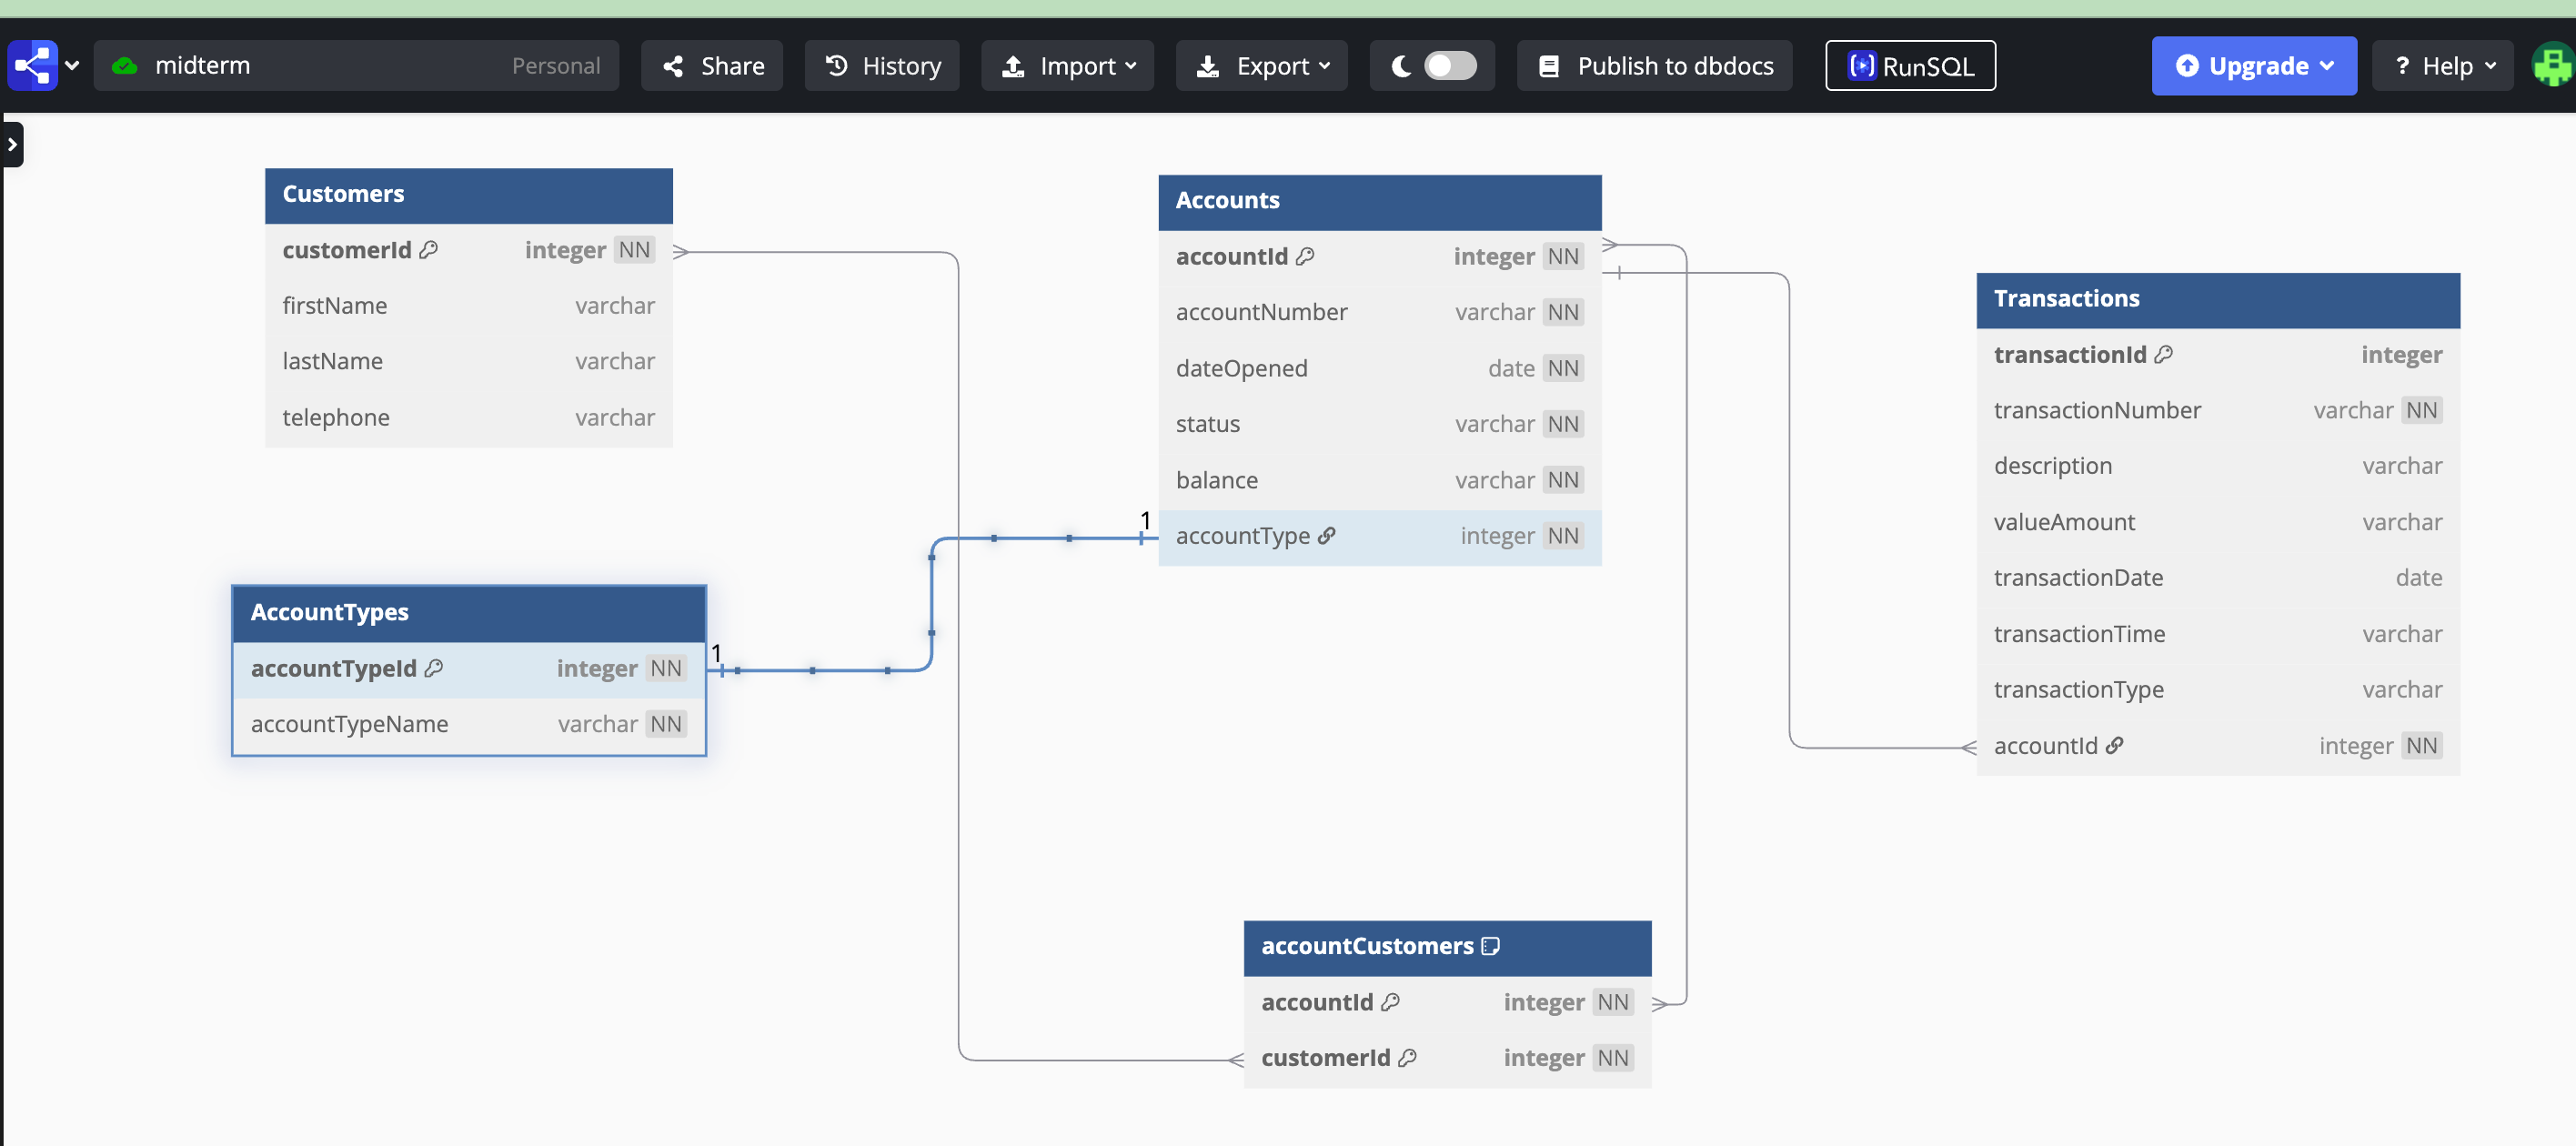 midterm Personal Share History Import Export Publish to dbdocs RunSQL Upgrade ? Help
Customers
customerId integer NN
firstName varchar
lastName varchar
telephone varchar
Accounts
accountId integer NN
accountNumber varchar NN
dateOpened date NN
status varchar NN
balance varchar NN
1 accountType integer NN
Transactions
transactionId integer
transactionNumber varchar NN
description varchar
valueAmount varchar
transactionDate date
transactionTime varchar
transactionType varchar
accountId integer NN
AccountTypes
accountTypeId integer NN 1
accountTypeName varchar NN
accountCustomers
accountId integer NN
customerId integer NN